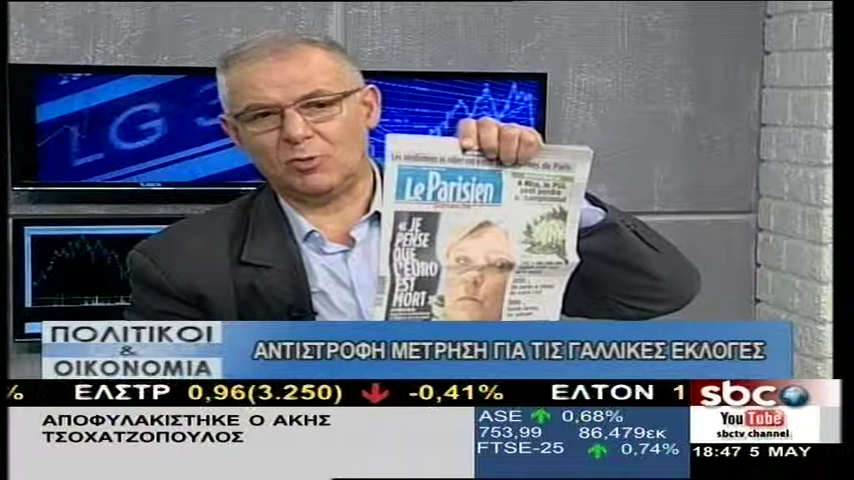 LG
Le Parisien
« JE
PENSE
QUE
L'EURO
EST
MORT »
ΠΟΛΙΤΙΚΟΙ
&
ΟΙΚΟΝΟΜΙΑ
ΑΝΤΙΣΤΡΟΦΗ ΜΕΤΡΗΣΗ ΓΙΑ ΤΙΣ ΓΑΛΛΙΚΕΣ ΕΚΛΟΓΕΣ
% ΕΛΣΤΡ 0,96(3.250) -0,41% ΕΛΤΟΝ 1
sbc
ΑΠΟΦΥΛΑΚΙΣΤΗΚΕ Ο ΑΚΗΣ
ΤΣΟΧΑΤΖΟΠΟΥΛΟΣ
ASE 0,68%
753,99 86,479εκ
FTSE-25 0,74%
YouTube
sbctv channel
18:47 5 MAY